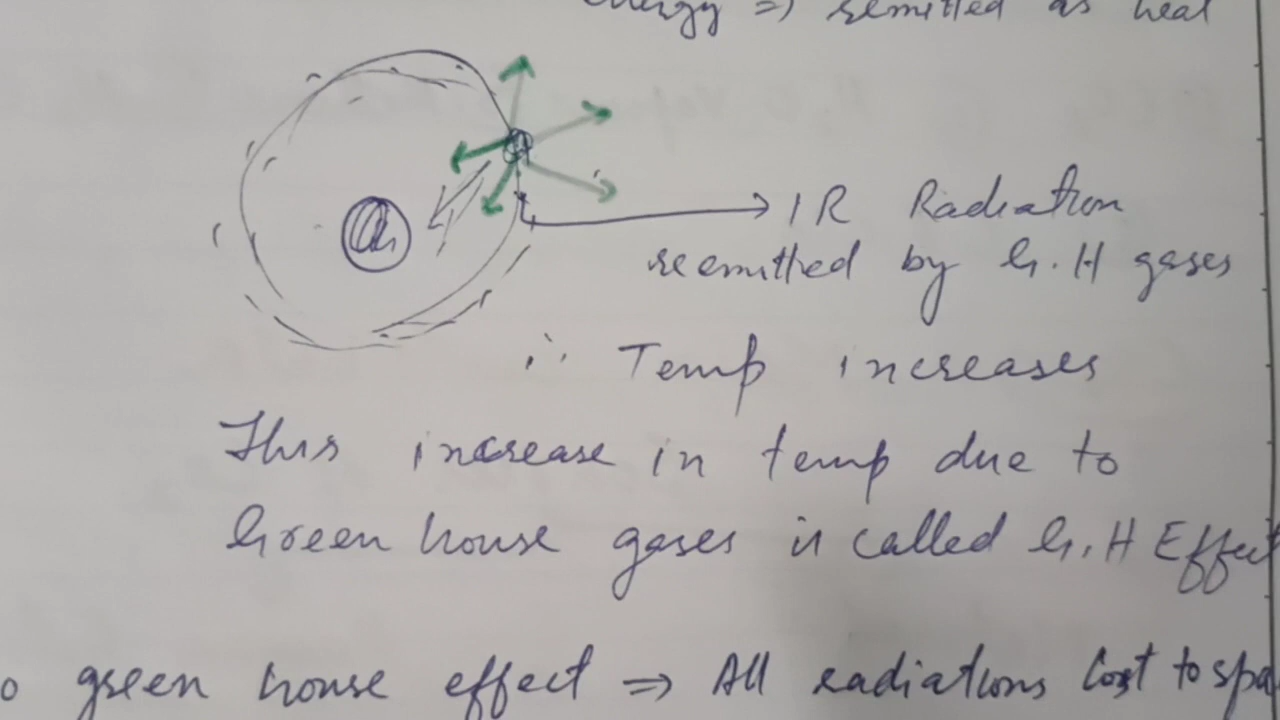 energy => remitted as heat
→ IR Radiation
reemitted by G.H gases
∴ Temp increases
This increase in temp due to
Green house gases is called G.H Effect
o green house effect => All radiations lost to spa